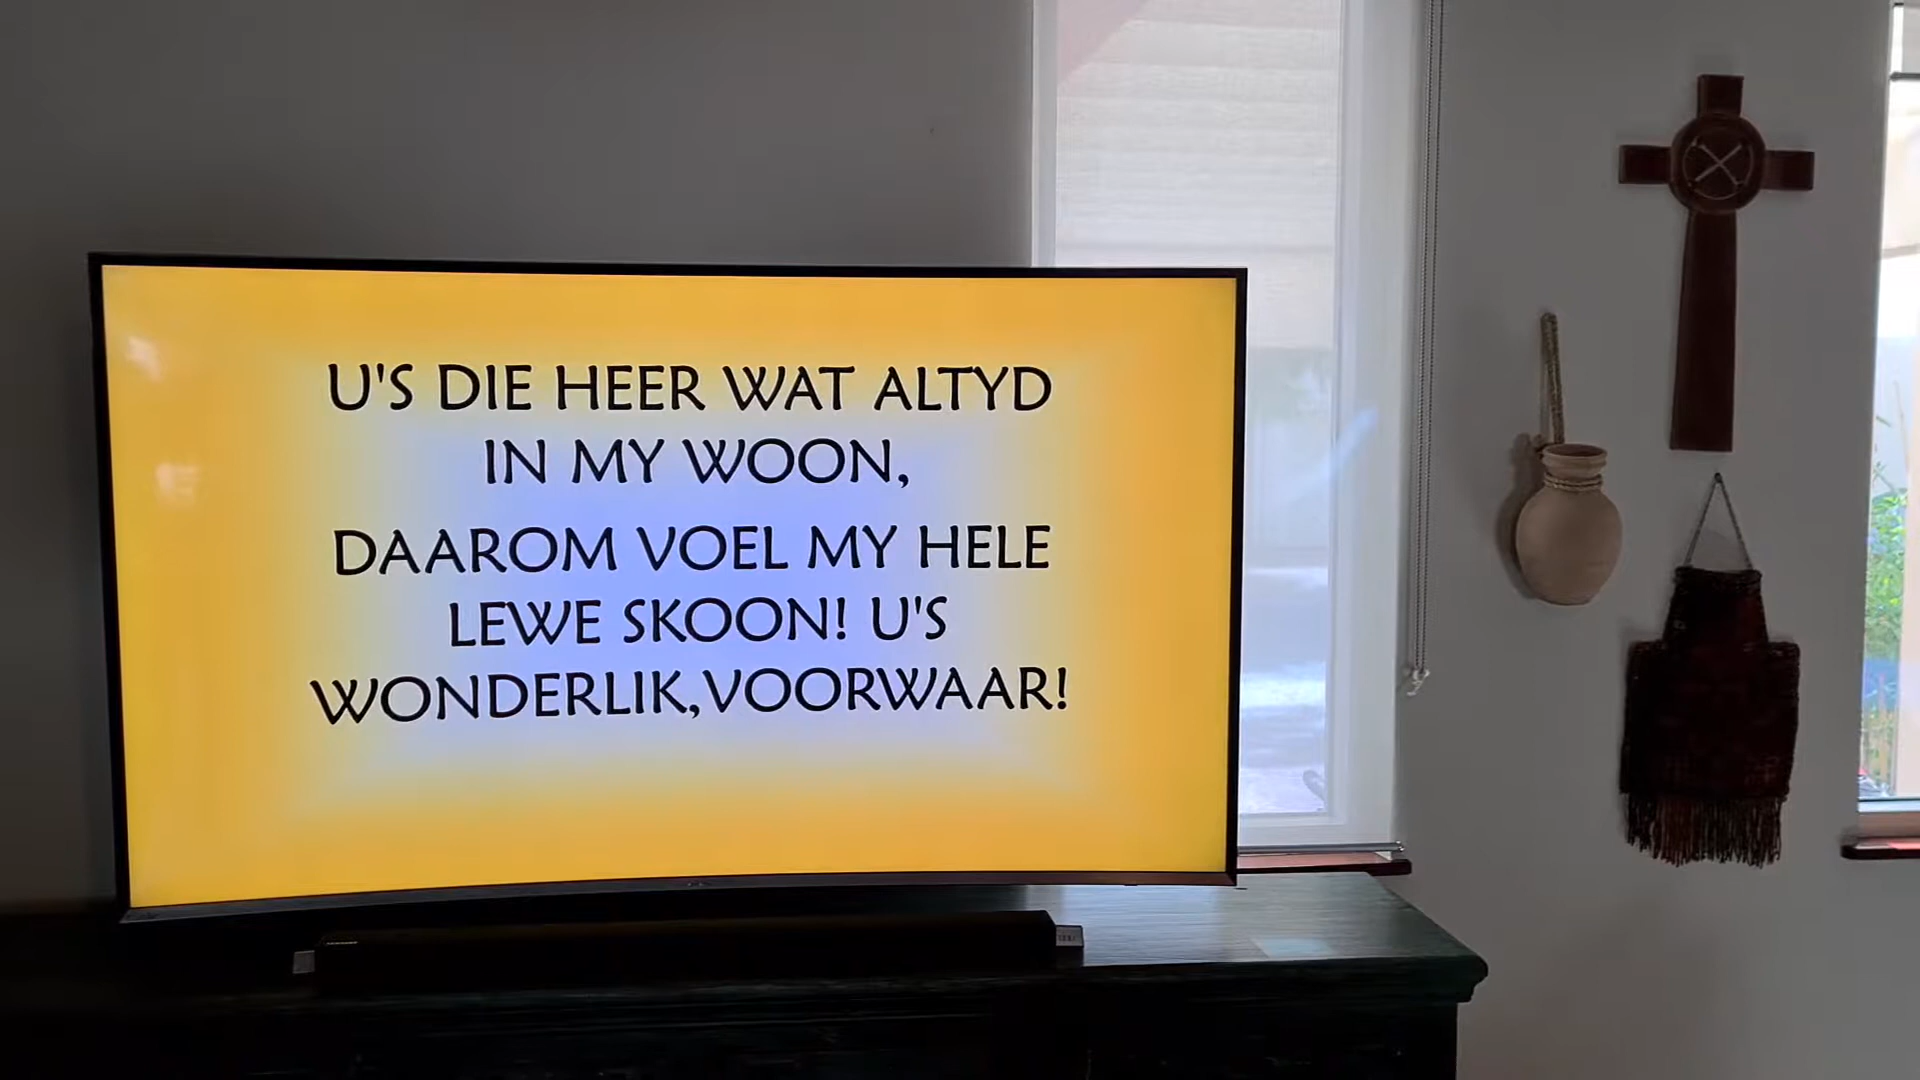 U'S DIE HEER WAT ALTYD
IN MY WOON,
DAAROM VOEL MY HELE
LEWE SKOON! U'S
WONDERLIK,VOORWAAR!